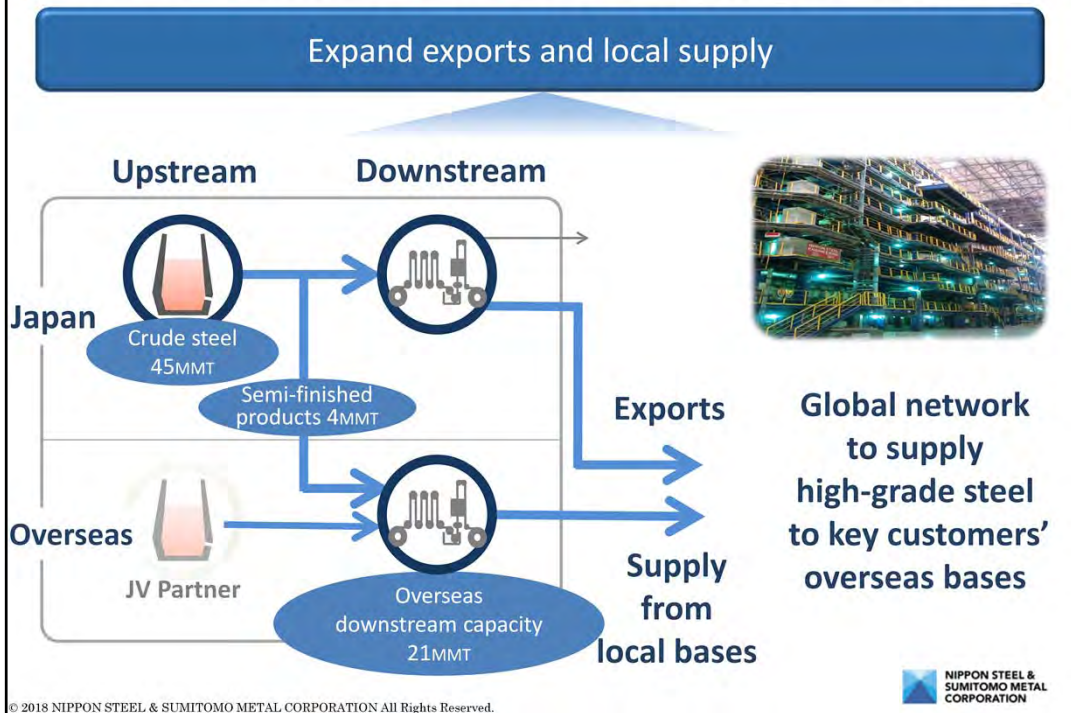 Expand exports and local supply
Upstream
Downstream
Japan
Crude steel
45MMT
Semi-finished
products 4MMT
Exports
Global network
to supply
high-grade steel
to key customers'
overseas bases
Overseas
JV Partner
Overseas
downstream capacity
21MMT
Supply
from
local bases
NIPPON STEEL &
SUMITOMO METAL
CORPORATION
© 2018 NIPPON STEEL & SUMITOMO METAL CORPORATION All Rights Reserved.